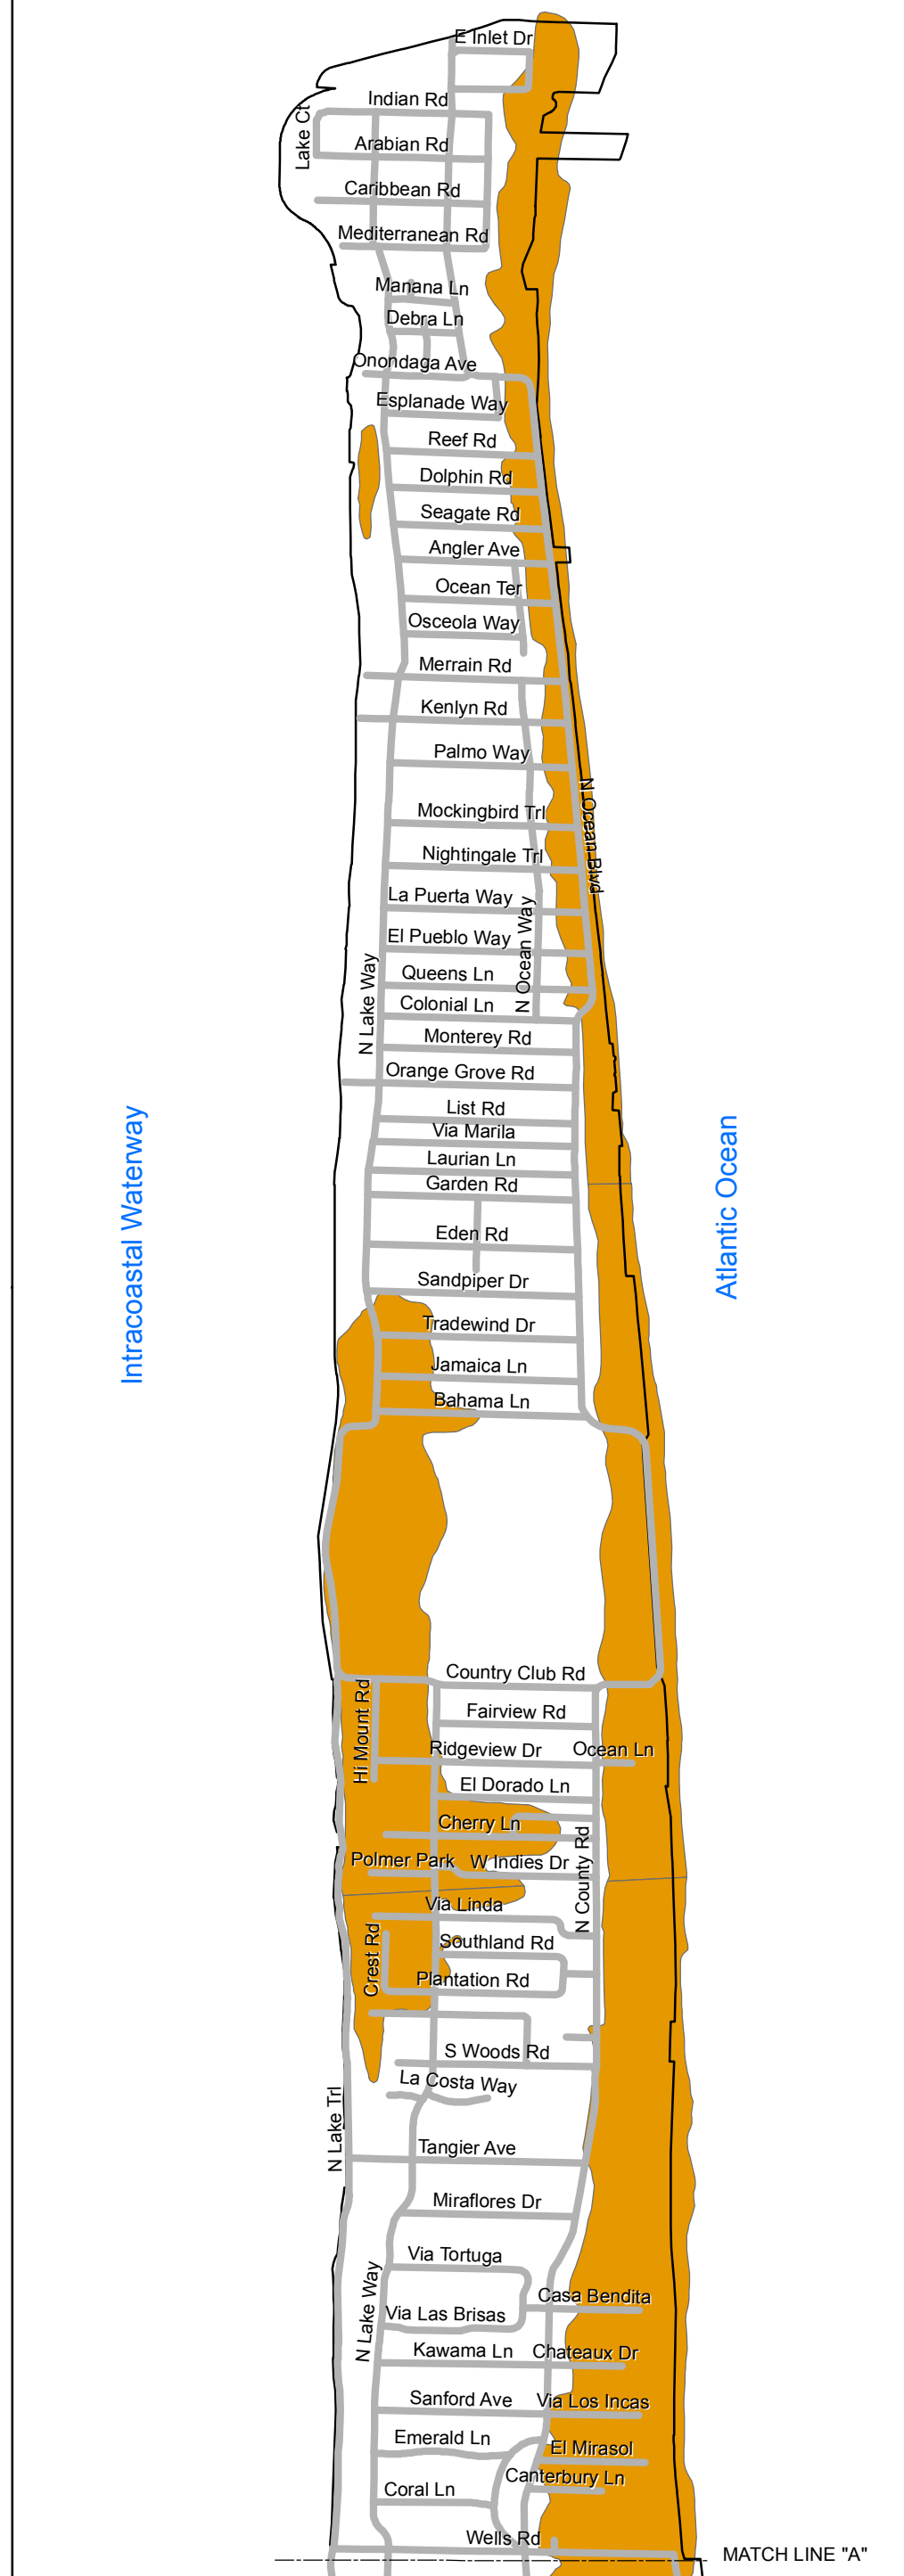 E Inlet Dr
Indian Rd
Lake Ct
Arabian Rd
Caribbean Rd
Mediterranean Rd
Manana Ln
Debra Ln
Onondaga Ave
Esplanade Way
Reef Rd
Dolphin Rd
Seagate Rd
Angler Ave
Ocean Ter
Osceola Way
Merrain Rd
Kenlyn Rd
Palmo Way
N Ocean Blvd
Mockingbird Trl
Nightingale Trl
La Puerta Way
N Ocean Way
El Pueblo Way
N Lake Way
Queens Ln
Colonial Ln
Monterey Rd
Orange Grove Rd
List Rd
Via Marila
Laurian Ln
Garden Rd
Intracoastal Waterway
Atlantic Ocean
Eden Rd
Sandpiper Dr
Tradewind Dr
Jamaica Ln
Bahama Ln
Country Club Rd
Hi Mount Rd
Fairview Rd
Ridgeview Dr
Ocean Ln
El Dorado Ln
Cherry Ln
N County Rd
Polmer Park
W Indies Dr
Via Linda
Crest Rd
Southland Rd
Plantation Rd
S Woods Rd
La Costa Way
N Lake Trl
Tangier Ave
Miraflores Dr
Via Tortuga
N Lake Way
Casa Bendita
Via Las Brisas
Kawama Ln
Chateaux Dr
Sanford Ave
Via Los Incas
Emerald Ln
El Mirasol
Canterbury Ln
Coral Ln
Wells Rd
MATCH LINE "A"